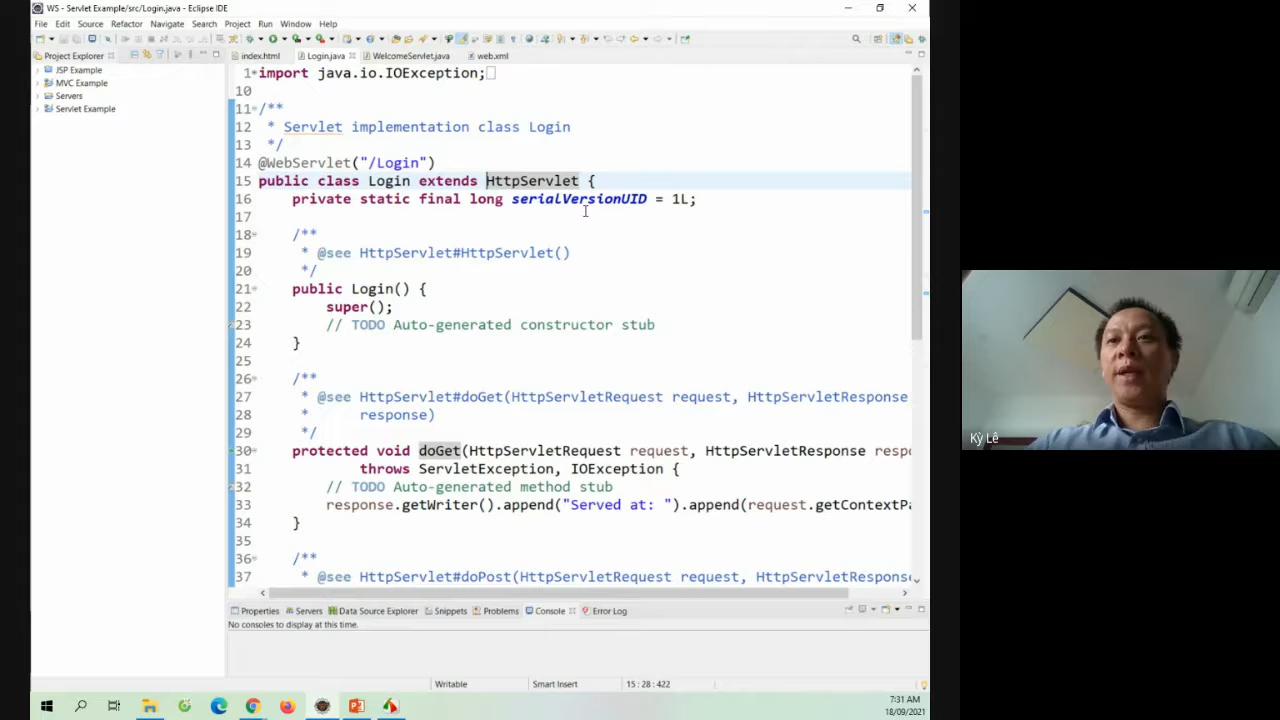 WS - Servlet Example/src/Login.java - Eclipse IDE
File Edit Source Refactor Navigate Search Project Run Window Help
Project Explorer
index.html Login.java WelcomeServlet.java web.xml
JSP Example
MVC Example
Servers
Servlet Example
1 import java.io.IOException;
10
11 /**
12 * Servlet implementation class Login
13 */
14 @WebServlet("/Login")
15 public class Login extends HttpServlet {
16 private static final long serialVersionUID = 1L;
17
18 /**
19 * @see HttpServlet#HttpServlet()
20 */
21 public Login() {
22 super();
23 // TODO Auto-generated constructor stub
24 }
25
26 /**
27 * @see HttpServlet#doGet(HttpServletRequest request, HttpServletResponse
28 * response)
29 */
30 protected void doGet(HttpServletRequest request, HttpServletResponse respo
31 throws ServletException, IOException {
32 // TODO Auto-generated method stub
33 response.getWriter().append("Served at: ").append(request.getContextPa
34 }
35
36 /**
37 * @see HttpServlet#doPost(HttpServletRequest request, HttpServletResponse
Properties Servers Data Source Explorer Snippets Problems Console Error Log
No consoles to display at this time.
Writable Smart Insert 15 : 28 : 422
7:31 AM
18/09/2021
Kỳ Lê